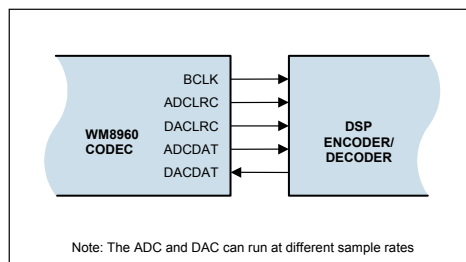 BCLK
ADCLRC
DACLRC
ADCDAT
DACDAT
WM8960
CODEC
DSP
ENCODER/
DECODER
Note: The ADC and DAC can run at different sample rates